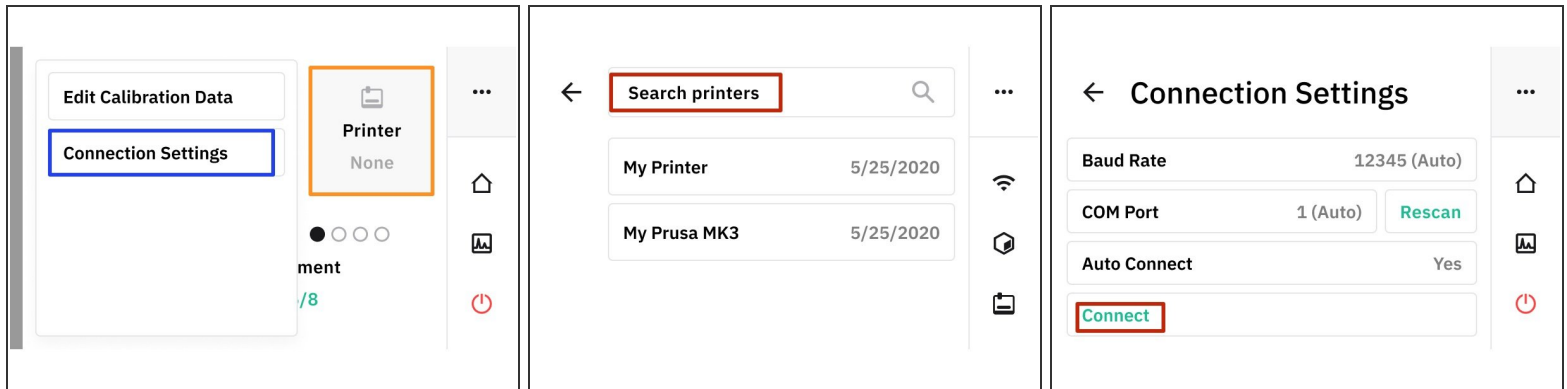 Edit Calibration Data
Connection Settings
Printer
None
ment
/8
Search printers
My Printer 5/25/2020
My Prusa MK3 5/25/2020
Connection Settings
Baud Rate 12345 (Auto)
COM Port 1 (Auto) Rescan
Auto Connect Yes
Connect